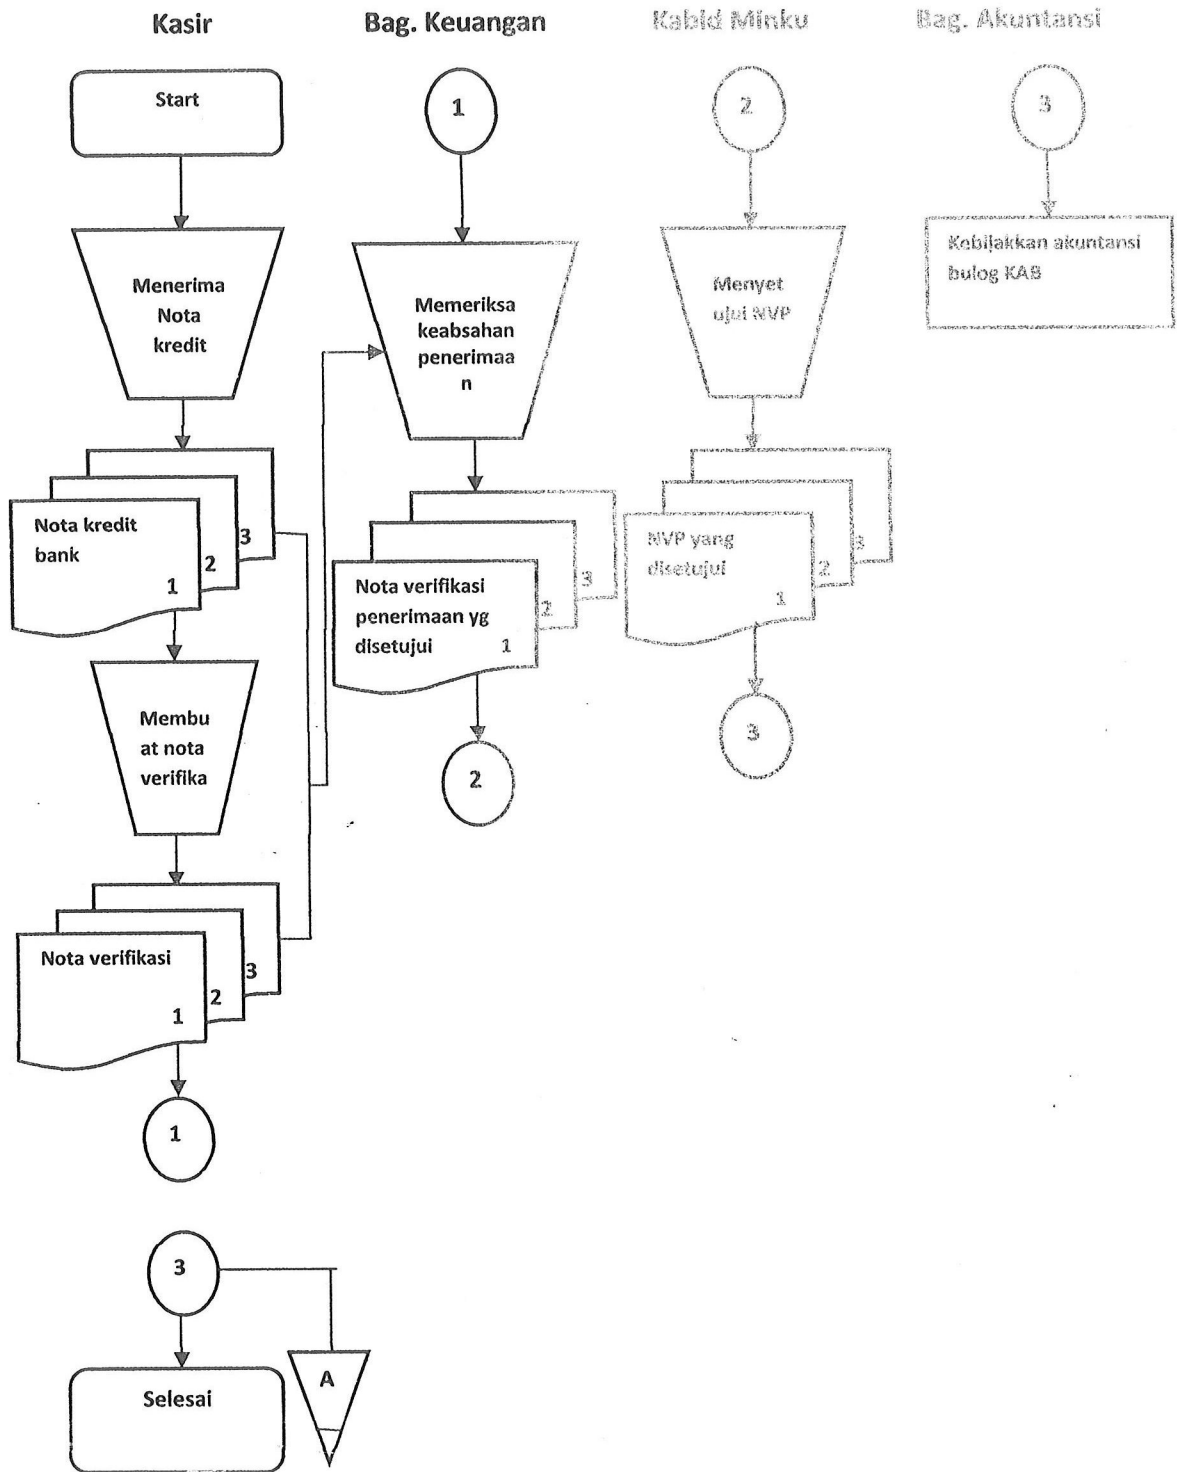 Kasir
Start
Menerima
Nota
kredit
Nota kredit
bank
1
2
3
Membu
at nota
verifika
Nota verifikasi
1
2
3
1
3
Selesai
A
Bag. Keuangan
1
Memeriksa
keabsahan
penerimaa
n
Nota verifikasi
penerimaan yg
disetujui
1
2
3
2
Kabid Minku
2
Menyet
ujui NVP
NVP yang
disetujui
1
2
3
3
Bag. Akuntansi
3
Kebijakkan akuntansi
bulog KAB